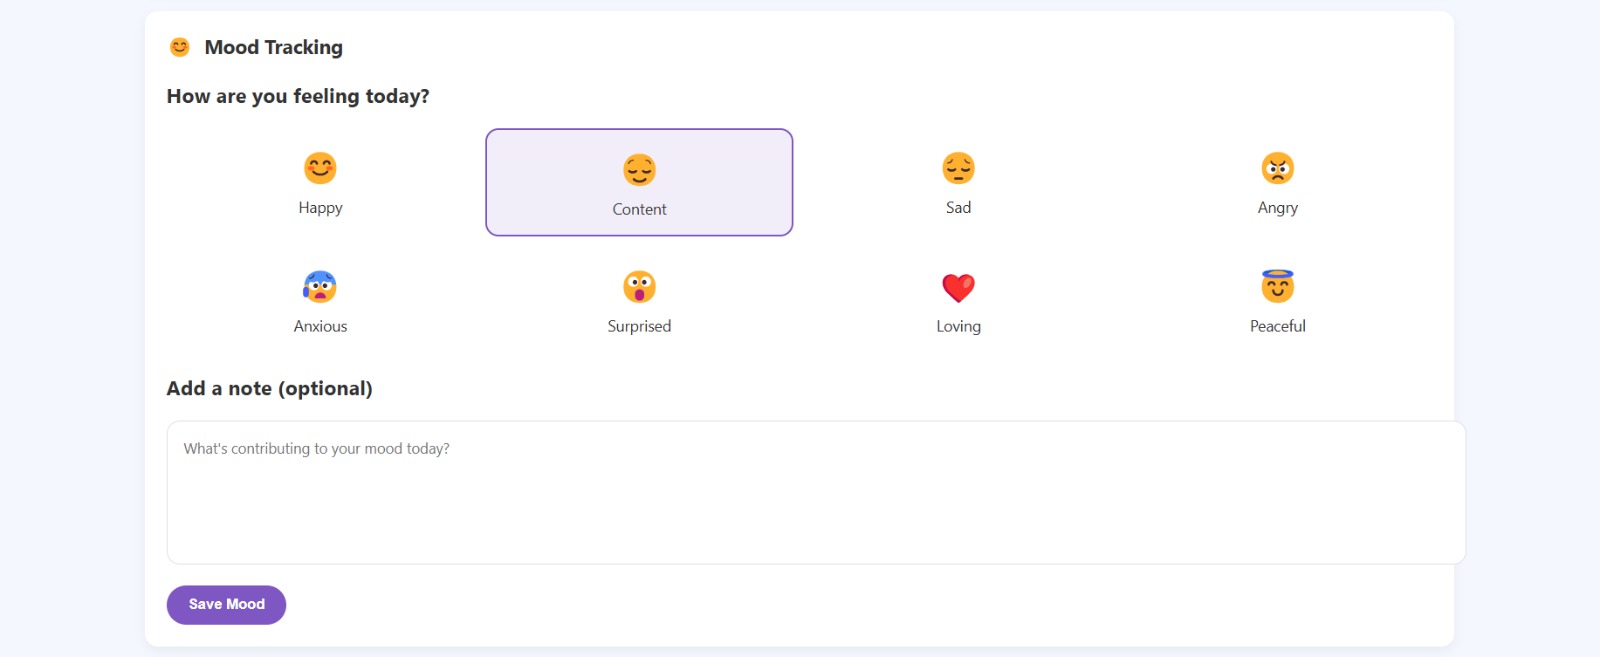 Mood Tracking
How are you feeling today?
Happy
Content
Sad
Angry
Anxious
Surprised
Loving
Peaceful
Add a note (optional)
What's contributing to your mood today?
Save Mood